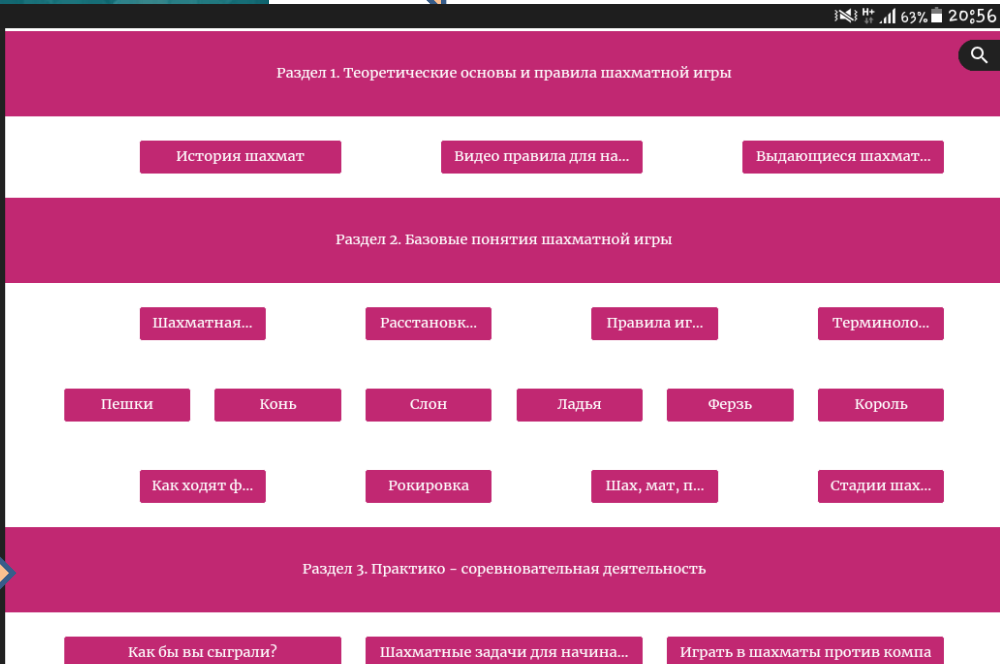 H+ 63% 20:56
Раздел 1. Теоретические основы и правила шахматной игры
История шахмат Видео правила для на... Выдающиеся шахмат...
Раздел 2. Базовые понятия шахматной игры
Шахматная... Расстановк... Правила иг... Терминоло...
Пешки Конь Слон Ладья Ферзь Король
Как ходят ф... Рокировка Шах, мат, п... Стадии шах...
Раздел 3. Практико – соревновательная деятельность
Как бы вы сыграли? Шахматные задачи для начина... Играть в шахматы против компа